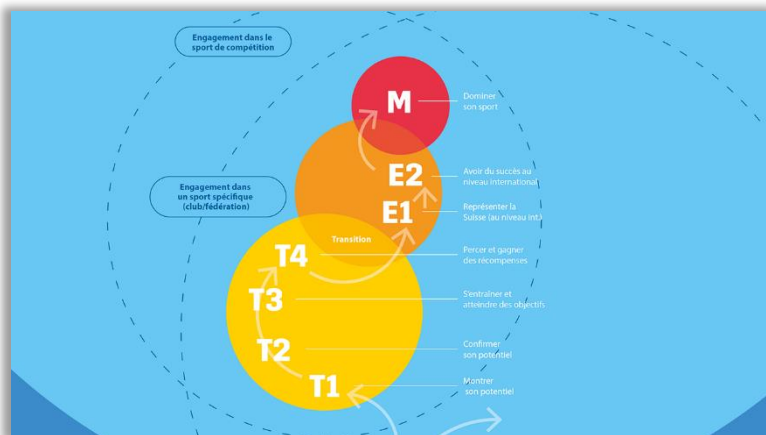 Engagement dans le
sport de compétition
M
Dominer
son sport
E2
Avoir du succès au
niveau international
Engagement dans
un sport spécifique
(club/fédération)
E1
Représenter la
Suisse (au niveau int.)
Transition
T4
Percer et gagner
des récompenses
T3
S'entraîner et
atteindre des objectifs
T2
Confirmer
son potentiel
T1
Montrer
son potentiel